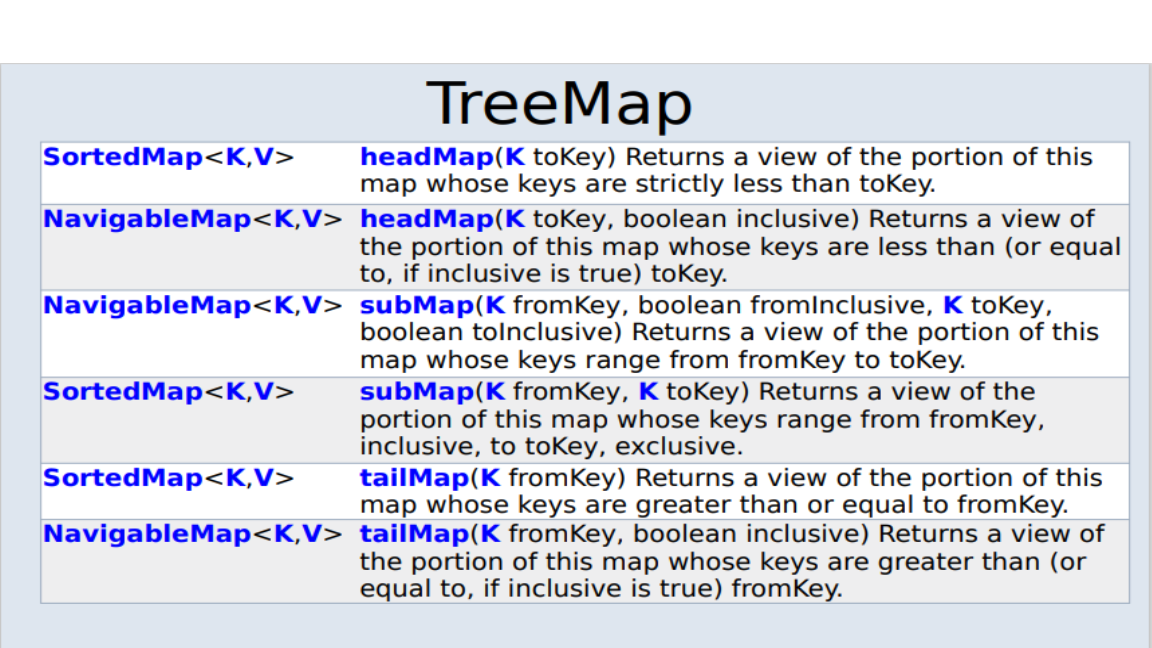 TreeMap
SortedMap<K,V> headMap(K toKey) Returns a view of the portion of this
map whose keys are strictly less than toKey.
NavigableMap<K,V> headMap(K toKey, boolean inclusive) Returns a view of
the portion of this map whose keys are less than (or equal
to, if inclusive is true) toKey.
NavigableMap<K,V> subMap(K fromKey, boolean fromInclusive, K toKey,
boolean toInclusive) Returns a view of the portion of this
map whose keys range from fromKey to toKey.
SortedMap<K,V> subMap(K fromKey, K toKey) Returns a view of the
portion of this map whose keys range from fromKey,
inclusive, to toKey, exclusive.
SortedMap<K,V> tailMap(K fromKey) Returns a view of the portion of this
map whose keys are greater than or equal to fromKey.
NavigableMap<K,V> tailMap(K fromKey, boolean inclusive) Returns a view of
the portion of this map whose keys are greater than (or
equal to, if inclusive is true) fromKey.